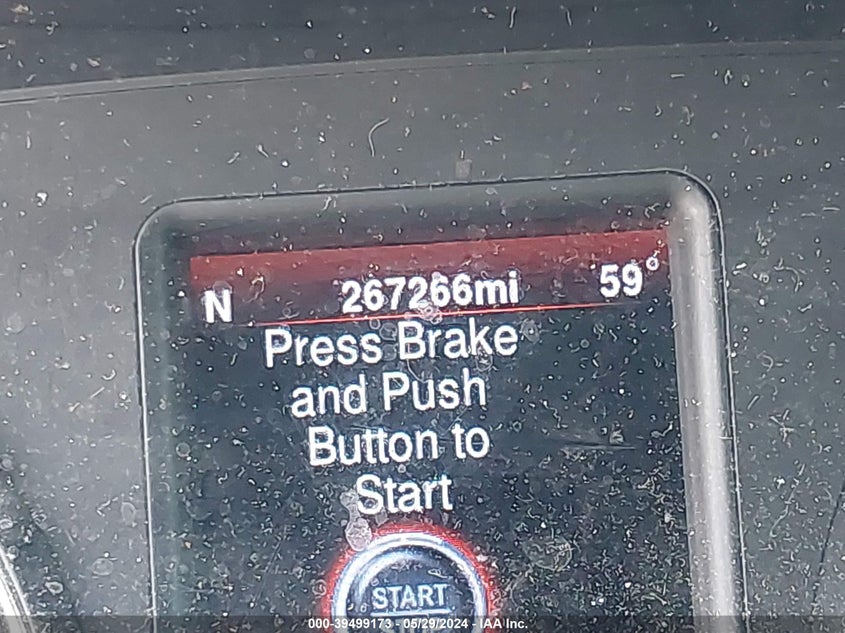 N 267266mi 59°
Press Brake
and Push
Button to
Start
START
000-39499173 - 05/29/2024 - IAA Inc.